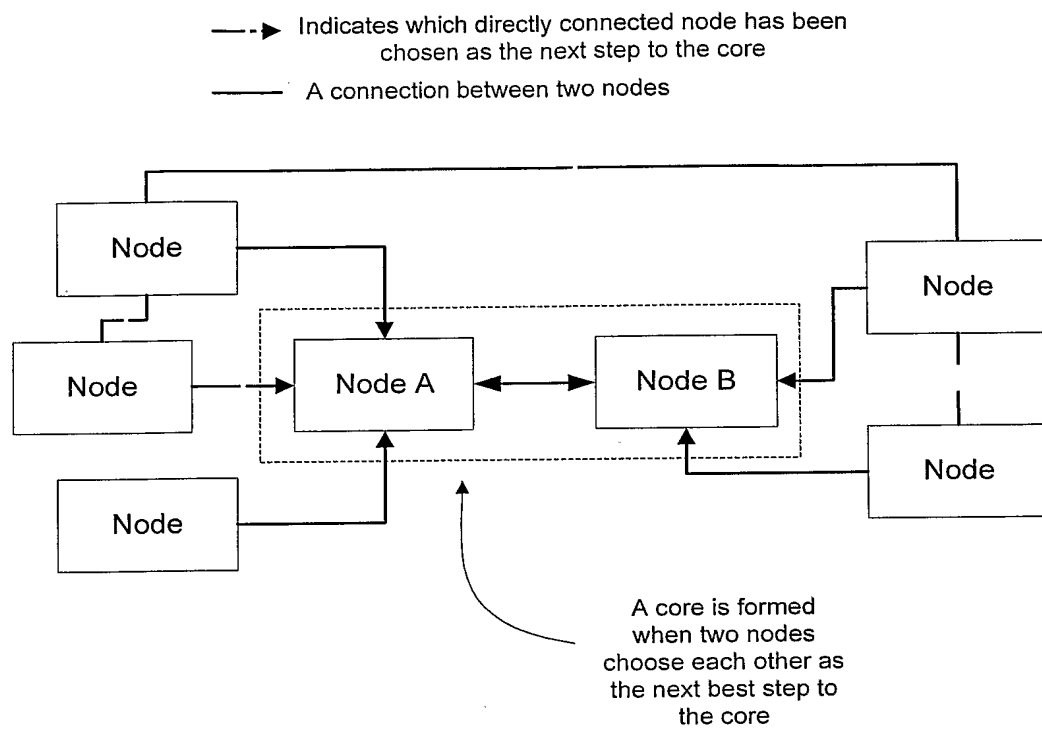 Indicates which directly connected node has been
chosen as the next step to the core
A connection between two nodes
Node
Node
Node
Node A
Node B
Node
Node
A core is formed
when two nodes
choose each other as
the next best step to
the core